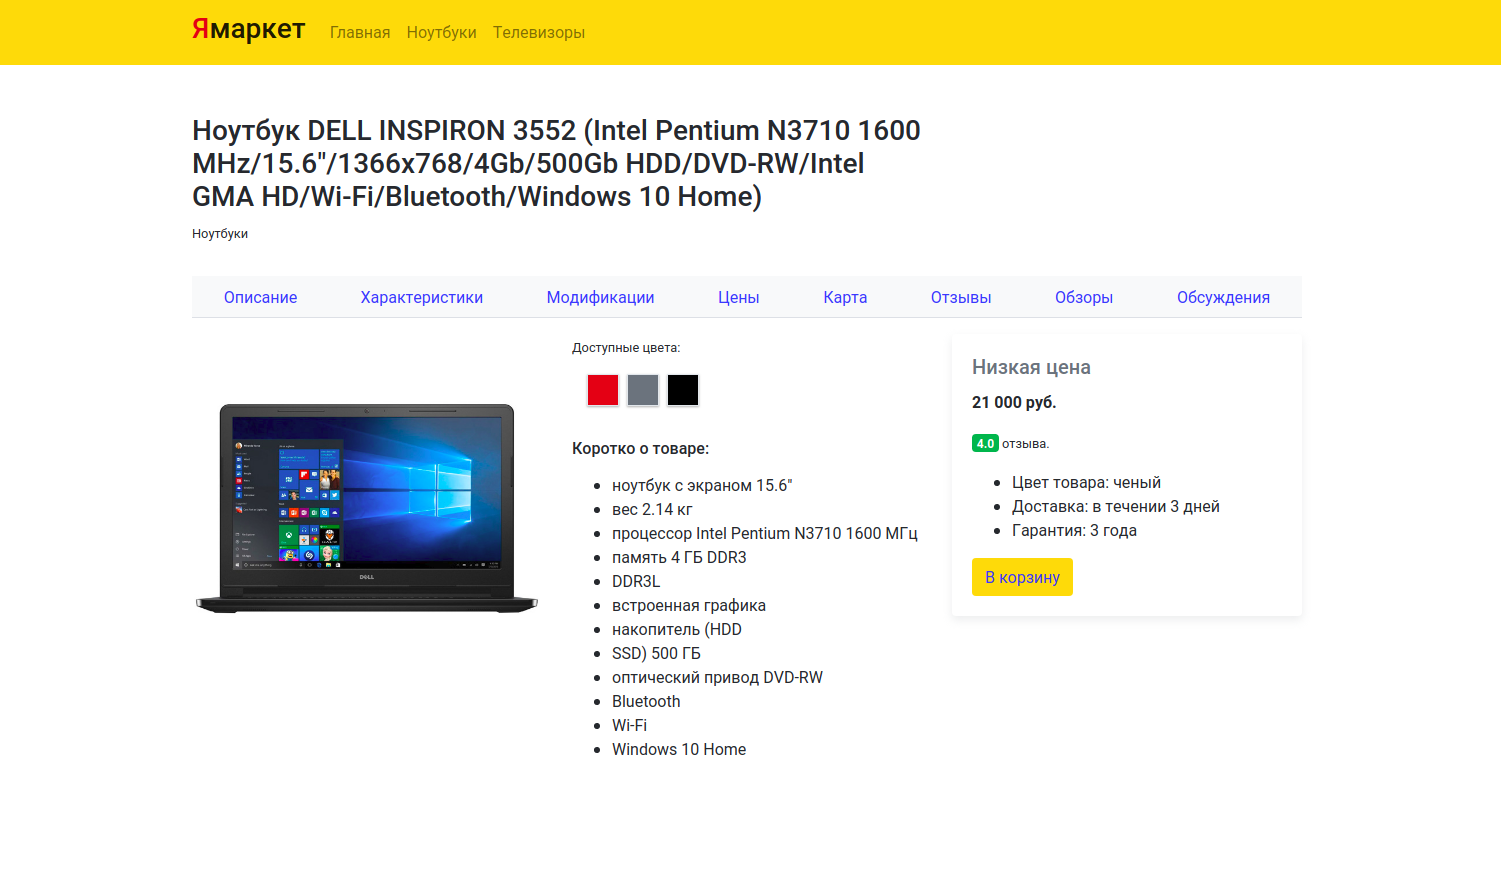 Ямаркет
Главная Ноутбуки Телевизоры
Ноутбук DELL INSPIRON 3552 (Intel Pentium N3710 1600
MHz/15.6"/1366x768/4Gb/500Gb HDD/DVD-RW/Intel
GMA HD/Wi-Fi/Bluetooth/Windows 10 Home)
Ноутбуки
Описание Характеристики Модификации Цены Карта Отзывы Обзоры Обсуждения
DELL
Доступные цвета:
Коротко о товаре:
ноутбук с экраном 15.6"
вес 2.14 кг
процессор Intel Pentium N3710 1600 МГц
память 4 ГБ DDR3
DDR3L
встроенная графика
накопитель (HDD
SSD) 500 ГБ
оптический привод DVD-RW
Bluetooth
Wi-Fi
Windows 10 Home
Низкая цена
21 000 руб.
4.0 отзыва.
Цвет товара: ченый
Доставка: в течении 3 дней
Гарантия: 3 года
В корзину